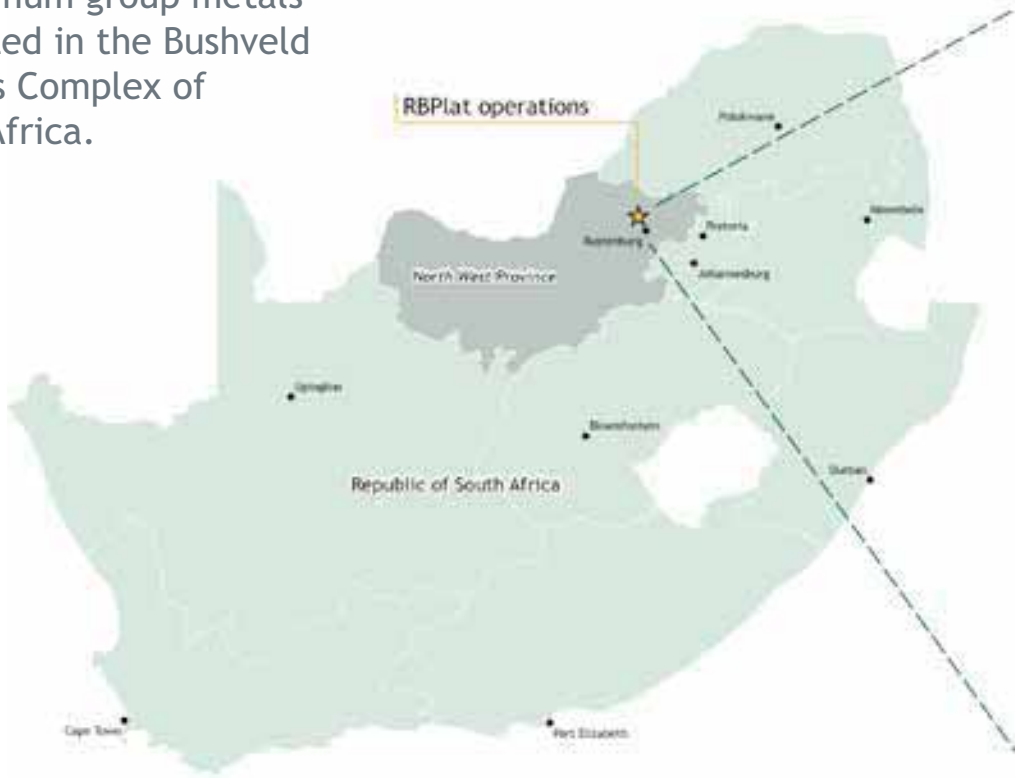 num group metals
ed in the Bushveld
s Complex of
Africa.
RBPlat operations
Polokwane
Pretoria
Rustenburg
Johannesburg
North West Province
Upington
Bloemfontein
Durban
Republic of South Africa
Cape Town
Port Elizabeth